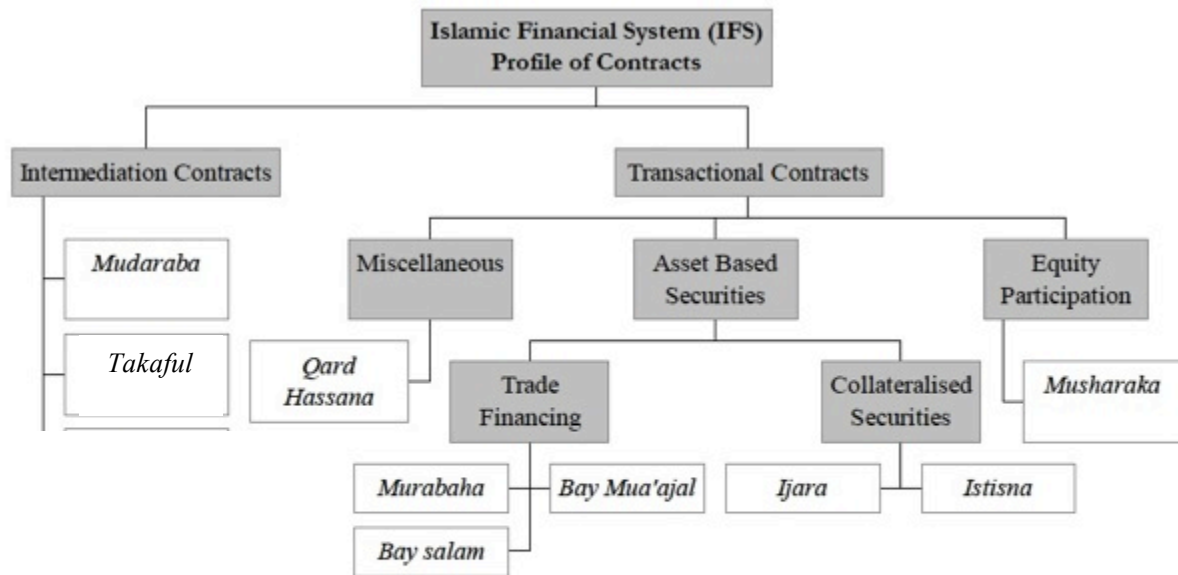 Islamic Financial System (IFS)
Profile of Contracts
Intermediation Contracts
Transactional Contracts
Mudaraba
Takaful
Miscellaneous
Asset Based
Securities
Equity
Participation
Qard
Hassana
Trade
Financing
Collateralised
Securities
Musharaka
Murabaha
Bay Mua'ajal
Ijara
Istisna
Bay salam